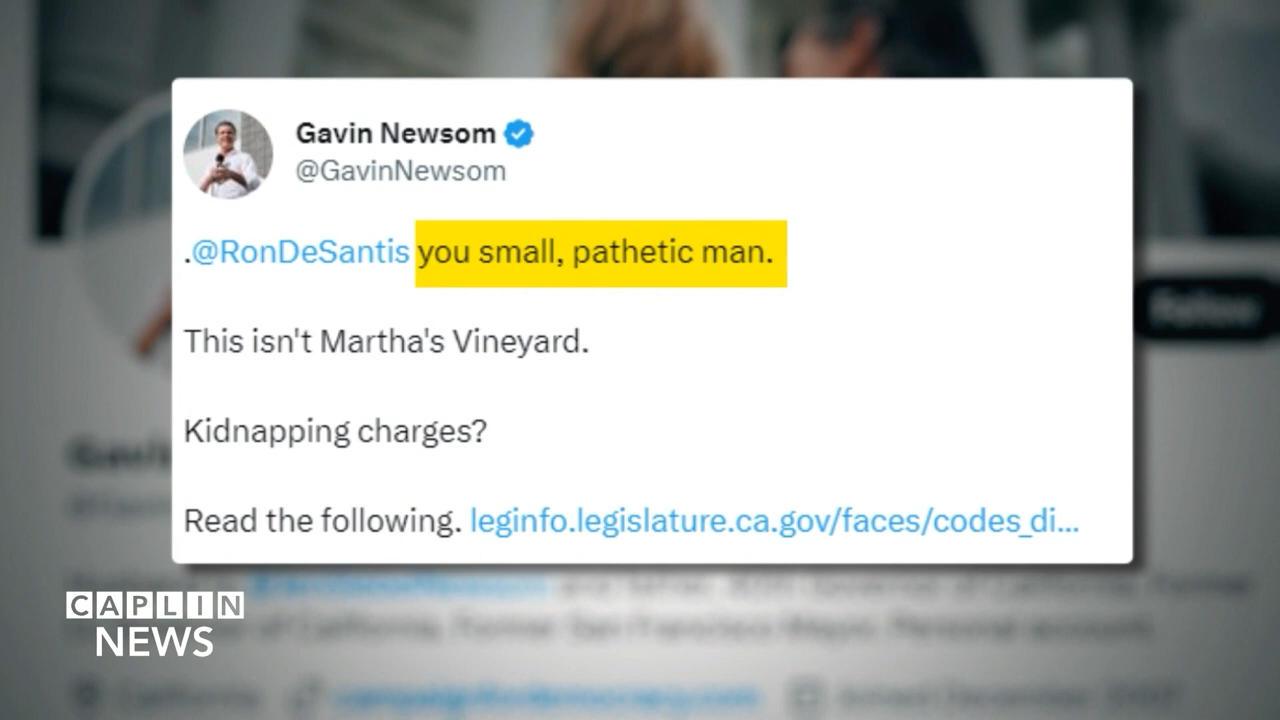 Gavin Newsom
@GavinNewsom
.@RonDeSantis you small, pathetic man.
This isn't Martha's Vineyard.
Kidnapping charges?
Read the following. leginfo.legislature.ca.gov/faces/codes_di...
Follow
CAPLIN
NEWS